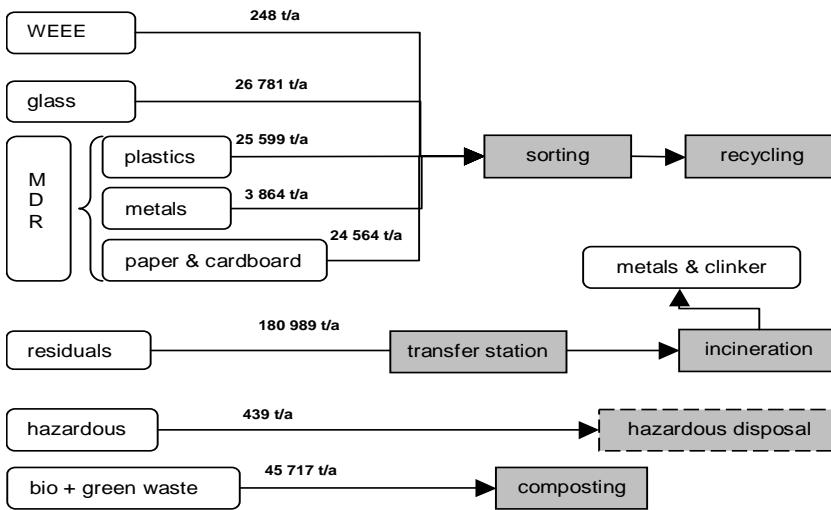 WEEE
248 t/a
glass
26 781 t/a
M
D
R
plastics
25 599 t/a
sorting
recycling
metals
3 864 t/a
paper & cardboard
24 564 t/a
metals & clinker
residuals
180 989 t/a
transfer station
incineration
hazardous
439 t/a
hazardous disposal
bio + green waste
45 717 t/a
composting